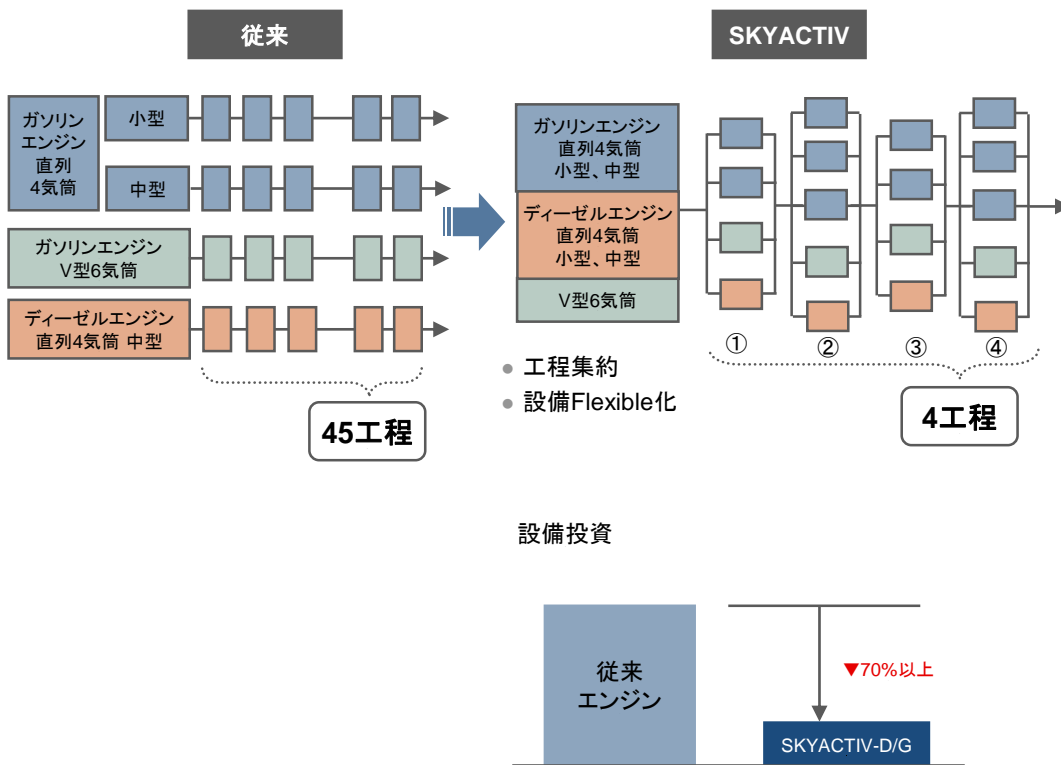 従来
SKYACTIV
ガソリン
エンジン
直列
4気筒
小型
中型
ガソリンエンジン
V型6気筒
ディーゼルエンジン
直列4気筒 中型
45工程
ガソリンエンジン
直列4気筒
小型、中型
ディーゼルエンジン
直列4気筒
小型、中型
V型6気筒
① ② ③ ④
● 工程集約
● 設備Flexible化
4工程
設備投資
従来
エンジン
▼70%以上
SKYACTIV-D/G